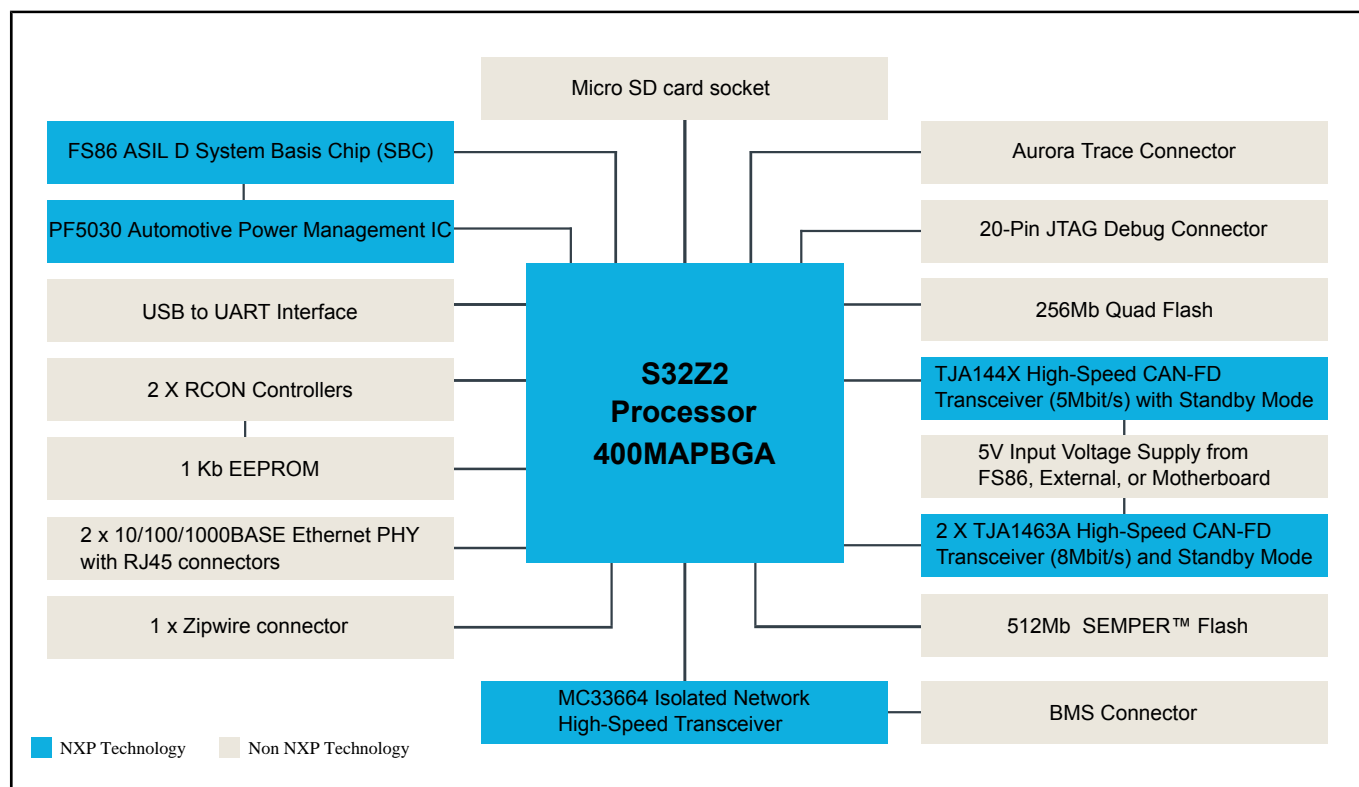 Micro SD card socket
FS86 ASIL D System Basis Chip (SBC)
PF5030 Automotive Power Management IC
USB to UART Interface
2 X RCON Controllers
1 Kb EEPROM
2 x 10/100/1000BASE Ethernet PHY
with RJ45 connectors
1 x Zipwire connector
S32Z2
Processor
400MAPBGA
Aurora Trace Connector
20-Pin JTAG Debug Connector
256Mb Quad Flash
TJA144X High-Speed CAN-FD
Transceiver (5Mbit/s) with Standby Mode
5V Input Voltage Supply from
FS86, External, or Motherboard
2 X TJA1463A High-Speed CAN-FD
Transceiver (8Mbit/s) and Standby Mode
512Mb SEMPER™ Flash
MC33664 Isolated Network
High-Speed Transceiver
BMS Connector
NXP Technology
Non NXP Technology